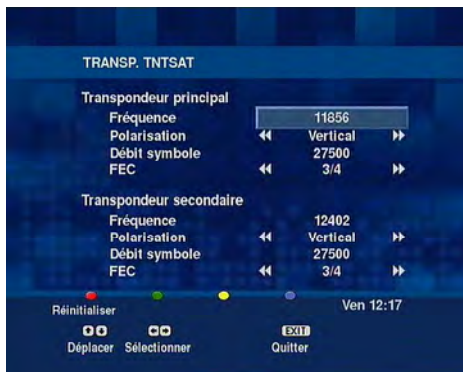 TRANSP. TNTSAT
Transpondeur principal
Fréquence 11856
Polarisation Vertical
Débit symbole 27500
FEC 3/4
Transpondeur secondaire
Fréquence 12402
Polarisation Vertical
Débit symbole 27500
FEC 3/4
Réinitialiser Ven 12:17
EXIT
Déplacer Sélectionner Quitter